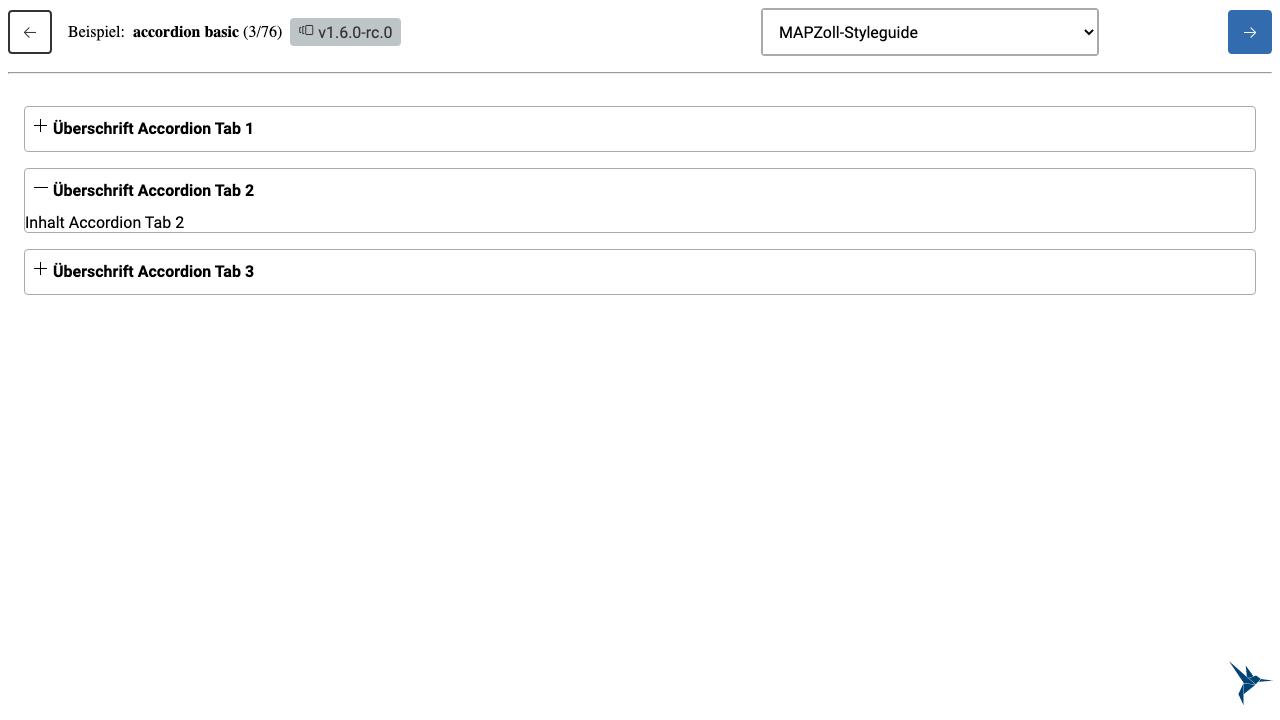 Beispiel: accordion basic (3/76) v1.6.0-rc.0 MAPZoll-Styleguide
Überschrift Accordion Tab 1
Überschrift Accordion Tab 2
Inhalt Accordion Tab 2
Überschrift Accordion Tab 3